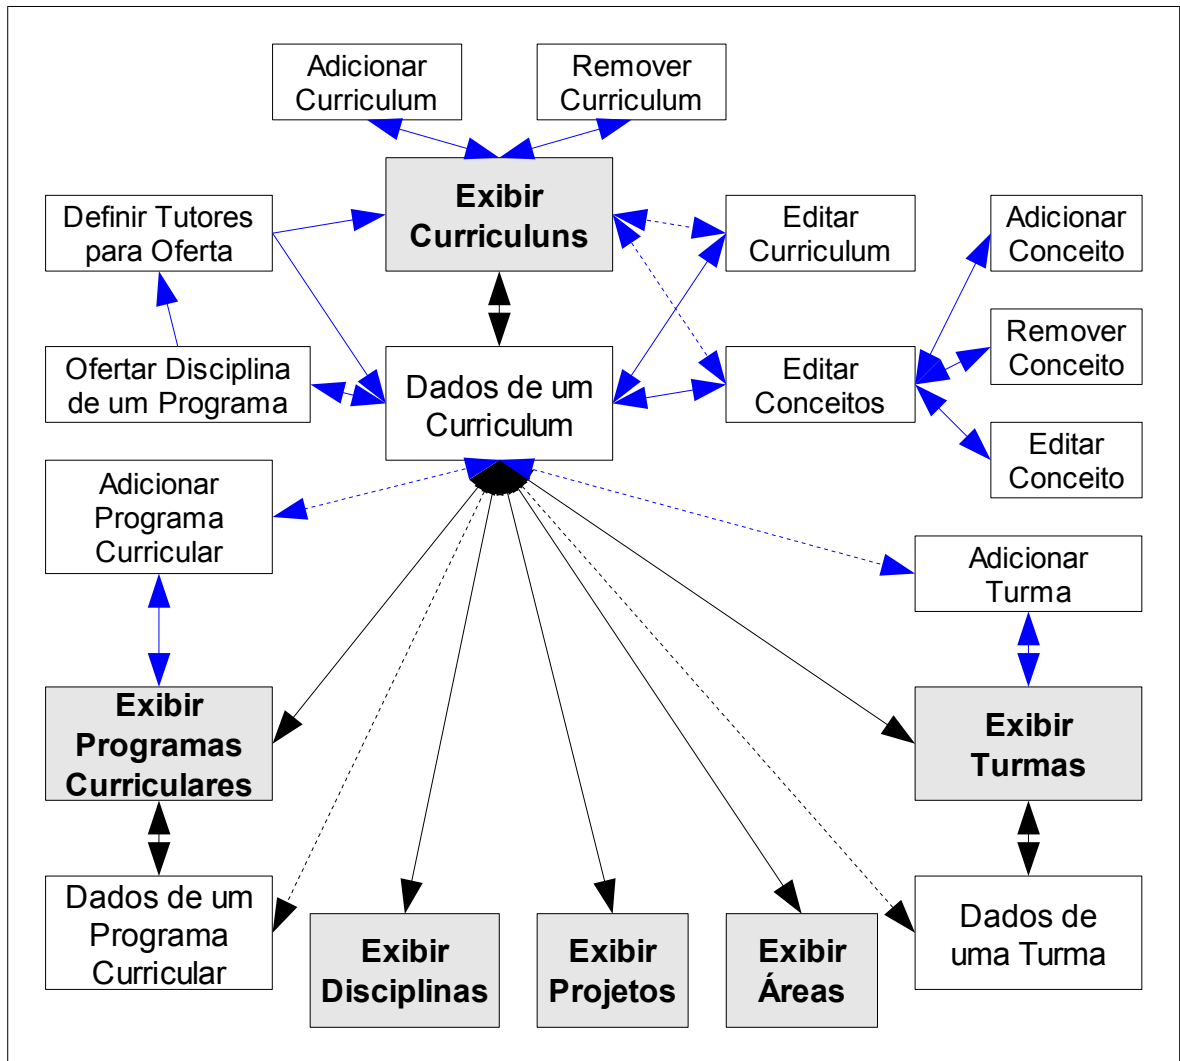 Adicionar
Curriculum
Remover
Curriculum
Exibir
Curriculuns
Definir Tutores
para Oferta
Editar
Curriculum
Adicionar
Conceito
Ofertar Disciplina
de um Programa
Dados de um
Curriculum
Editar
Conceitos
Remover
Conceito
Editar
Conceito
Adicionar
Programa
Curricular
Adicionar
Turma
Exibir
Programas
Curriculares
Exibir
Turmas
Dados de um
Programa
Curricular
Exibir
Disciplinas
Exibir
Projetos
Exibir
Áreas
Dados de
uma Turma